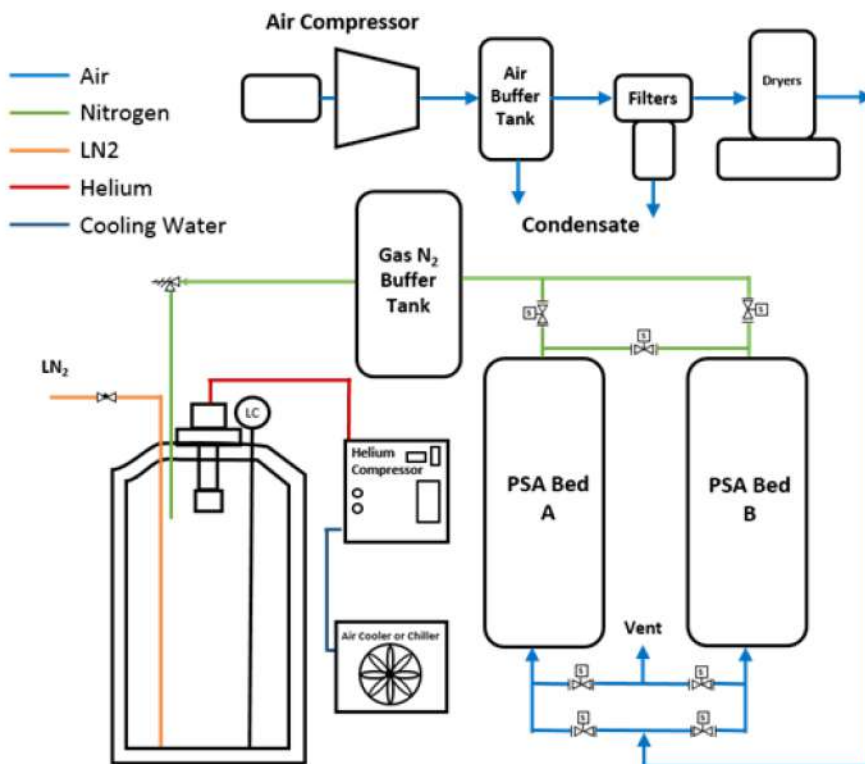 Air Compressor
Air
Nitrogen
LN2
Helium
Cooling Water
Air
Buffer
Tank
Filters
Dryers
Condensate
Gas N₂
Buffer
Tank
S
S
S
LN₂
LC
Helium
Compressor
PSA Bed
A
PSA Bed
B
Air Cooler or Chiller
Vent
S
S
S
S